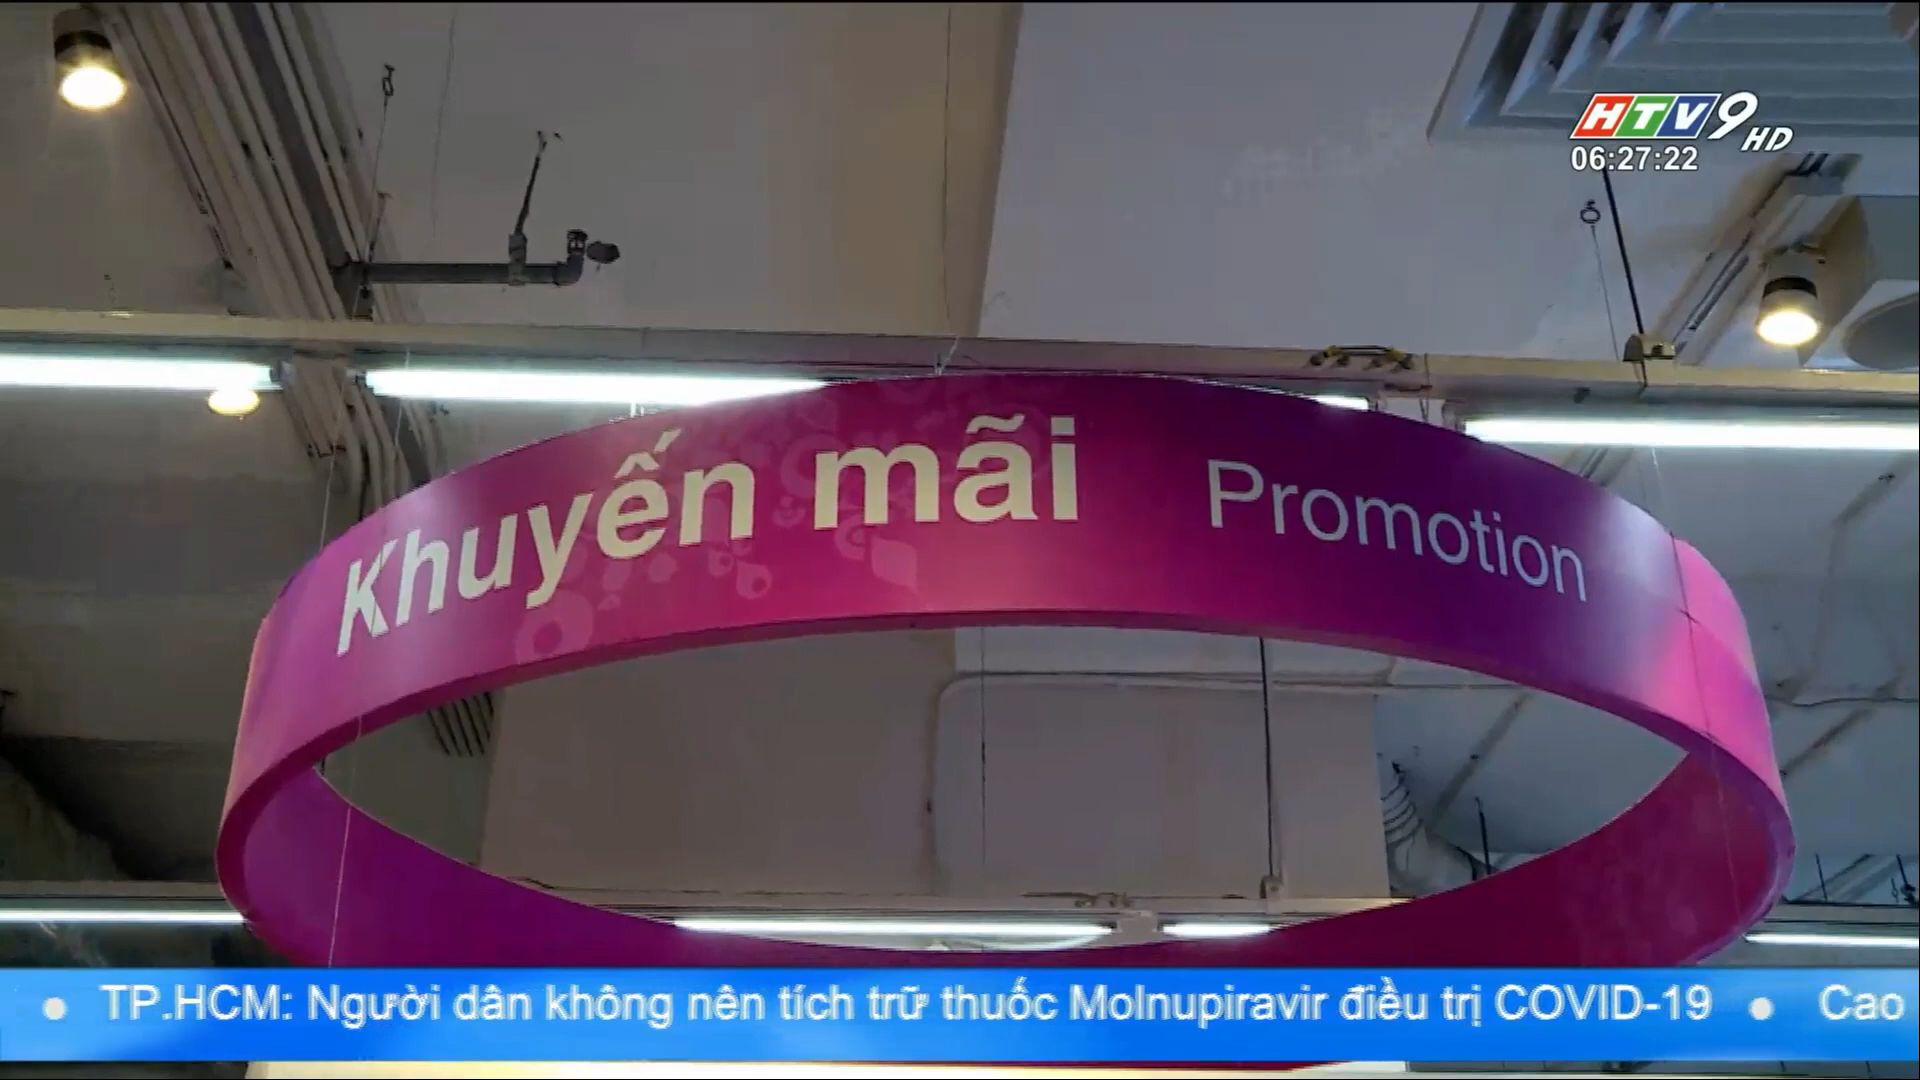 HTV9 HD
06:27:22
Khuyến mãi Promotion
• TP.HCM: Người dân không nên tích trữ thuốc Molnupiravir điều trị COVID-19 • Cao